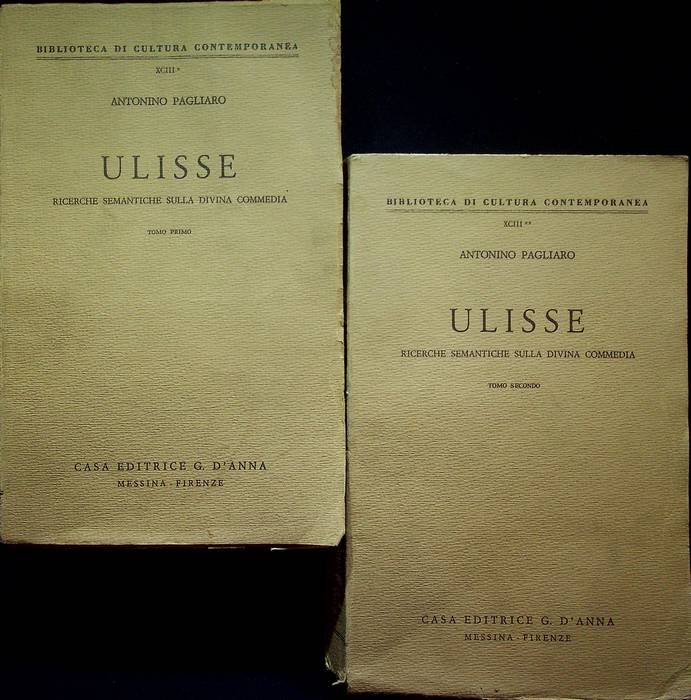 BIBLIOTECA DI CULTURA CONTEMPORANEA
XCIII *
ANTONINO PAGLIARO
ULISSE
RICERCHE SEMANTICHE SULLA DIVINA COMMEDIA
TOMO PRIMO
CASA EDITRICE G. D'ANNA
MESSINA - FIRENZE
BIBLIOTECA DI CULTURA CONTEMPORANEA
XCIII **
ANTONINO PAGLIARO
ULISSE
RICERCHE SEMANTICHE SULLA DIVINA COMMEDIA
TOMO SECONDO
CASA EDITRICE G. D'ANNA
MESSINA - FIRENZE